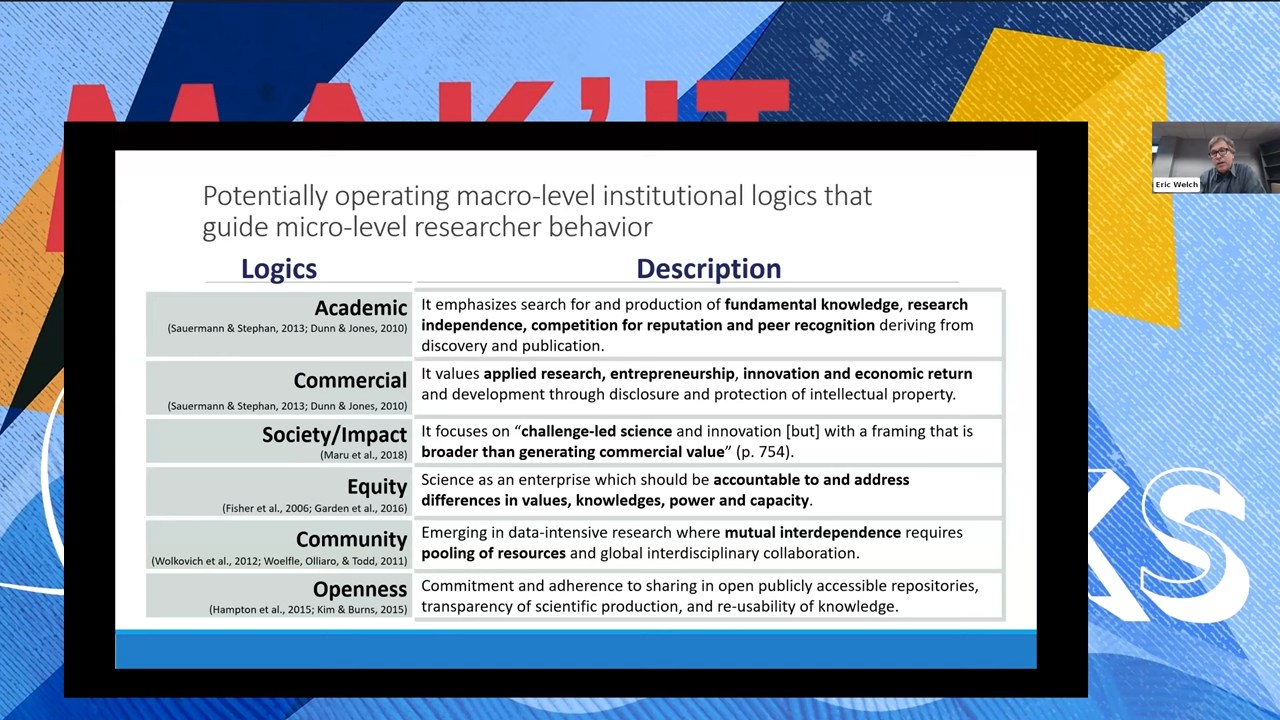 MAK'IT
Eric Welch
Potentially operating macro-level institutional logics that
guide micro-level researcher behavior
Logics
Description
Academic
(Sauermann & Stephan, 2013; Dunn & Jones, 2010)
It emphasizes search for and production of fundamental knowledge, research
independence, competition for reputation and peer recognition deriving from
discovery and publication.
Commercial
(Sauermann & Stephan, 2013; Dunn & Jones, 2010)
It values applied research, entrepreneurship, innovation and economic return
and development through disclosure and protection of intellectual property.
Society/Impact
(Maru et al., 2018)
It focuses on “challenge-led science and innovation [but] with a framing that is
broader than generating commercial value” (p. 754).
Equity
(Fisher et al., 2006; Garden et al., 2016)
Science as an enterprise which should be accountable to and address
differences in values, knowledges, power and capacity.
Community
(Wolkovich et al., 2012; Woelfle, Olliaro, & Todd, 2011)
Emerging in data-intensive research where mutual interdependence requires
pooling of resources and global interdisciplinary collaboration.
Openness
(Hampton et al., 2015; Kim & Burns, 2015)
Commitment and adherence to sharing in open publicly accessible repositories,
transparency of scientific production, and re-usability of knowledge.